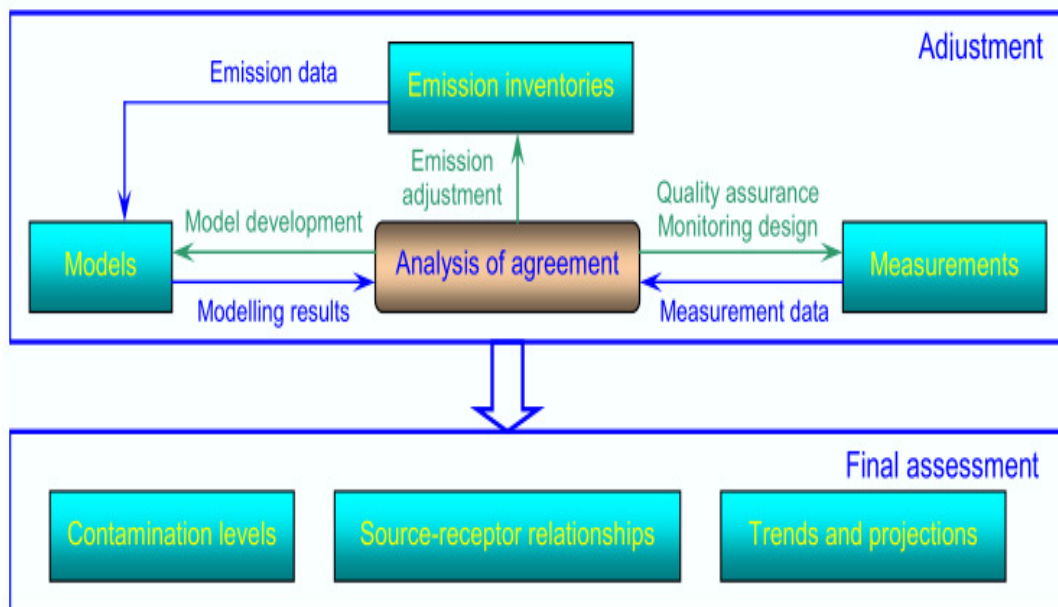 Adjustment
Emission data
Emission inventories
Emission
adjustment
Quality assurance
Monitoring design
Model development
Models
Analysis of agreement
Measurements
Modelling results
Measurement data
Final assessment
Contamination levels
Source-receptor relationships
Trends and projections